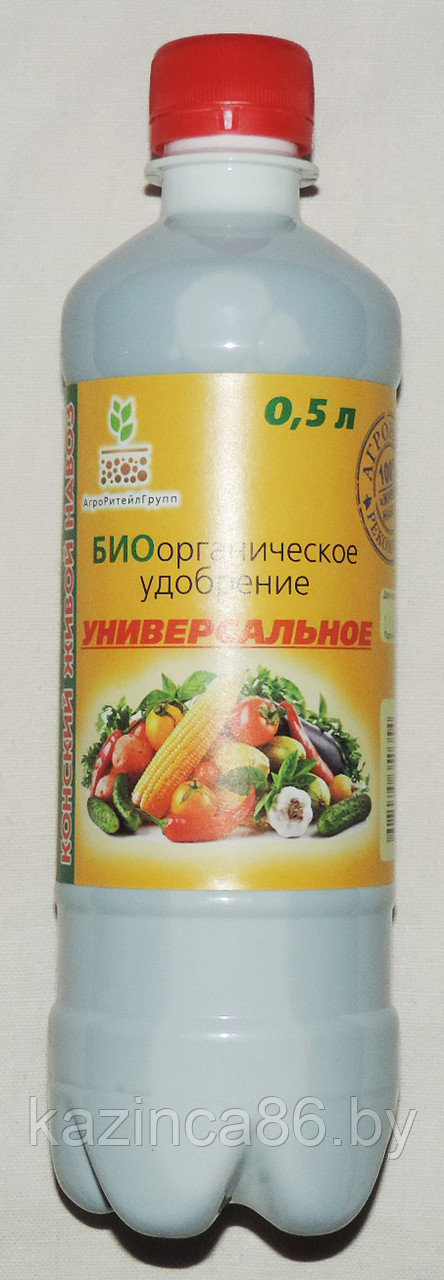 0,5 л
АгроРитейлГрупп
БИОорганическое
удобрение
УНИВЕРСАЛЬНОЕ
КОНСКИЙ ЖИВОЙ НАВОЗ
kazinca86.by